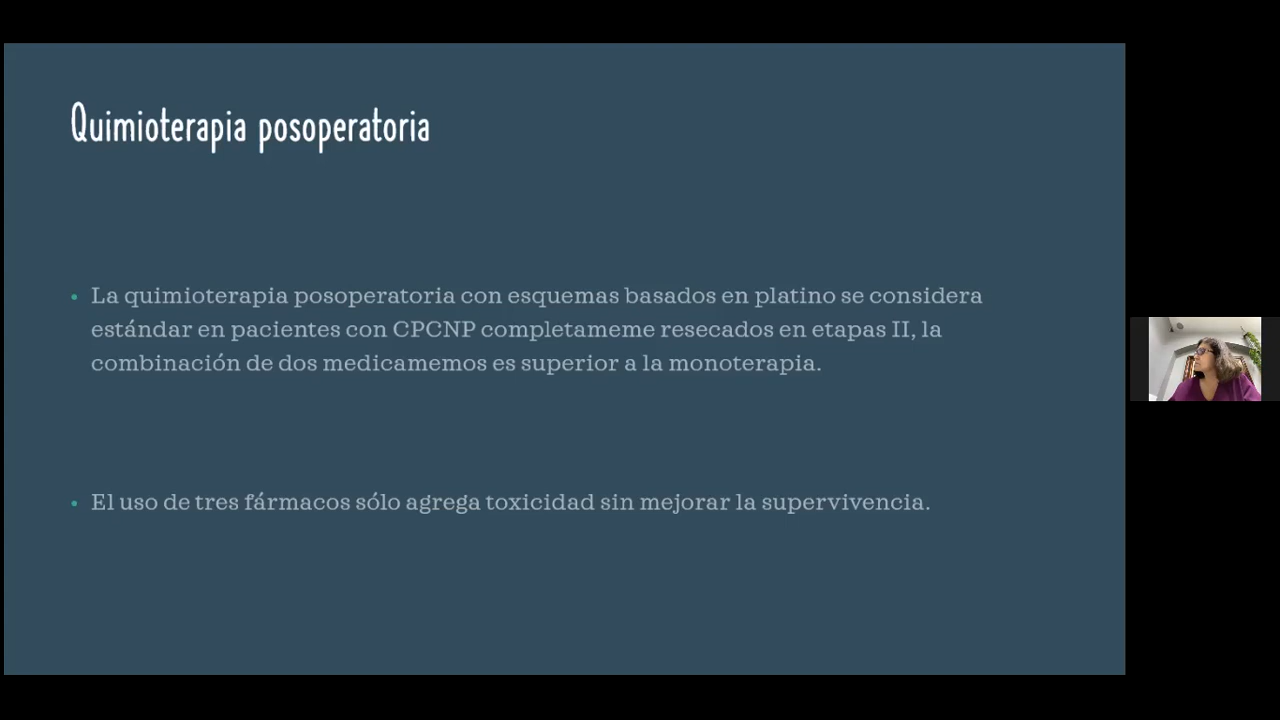 Quimioterapia posoperatoria
• La quimioterapia posoperatoria con esquemas basados en platino se considera
estándar en pacientes con CPCNP completameme resecados en etapas II, la
combinación de dos medicamemos es superior a la monoterapia.
• El uso de tres fármacos sólo agrega toxicidad sin mejorar la supervivencia.